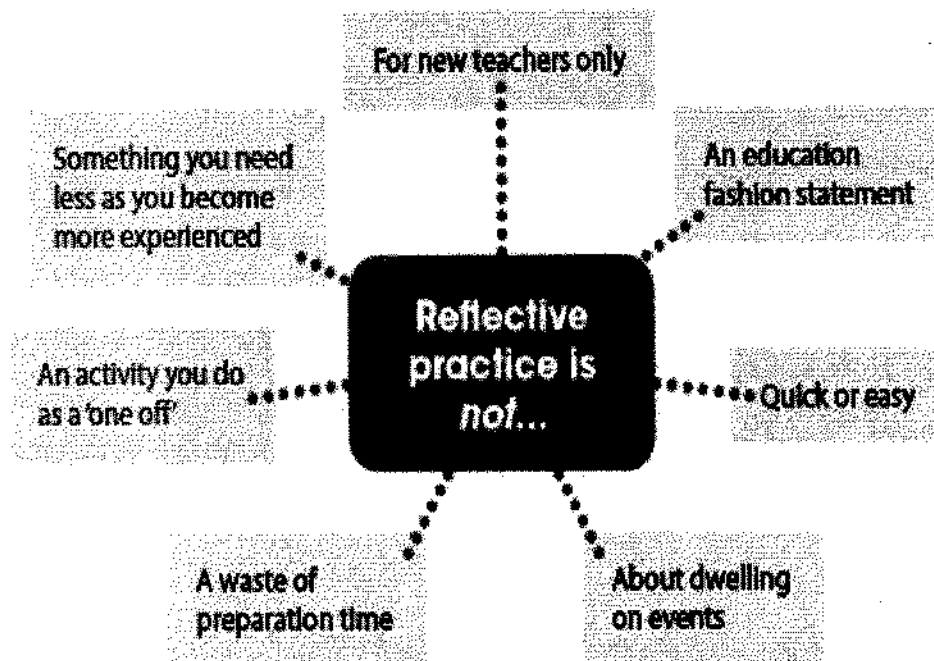 For new teachers only
An education
fashion statement
Quick or easy
About dwelling
on events
A waste of
preparation time
An activity you do
as a 'one off'
Something you need
less as you become
more experienced
Reflective
practice is
not...